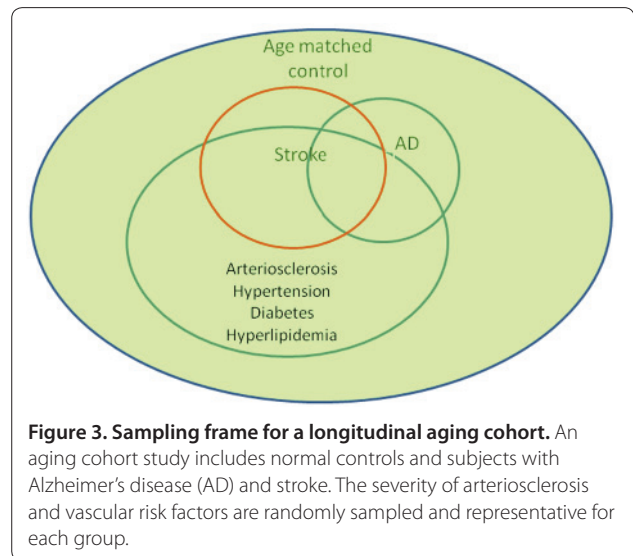 Age matched
control
AD
Stroke
Arteriosclerosis
Hypertension
Diabetes
Hyperlipidemia
Figure 3. Sampling frame for a longitudinal aging cohort. An
aging cohort study includes normal controls and subjects with
Alzheimer's disease (AD) and stroke. The severity of arteriosclerosis
and vascular risk factors are randomly sampled and representative for
each group.